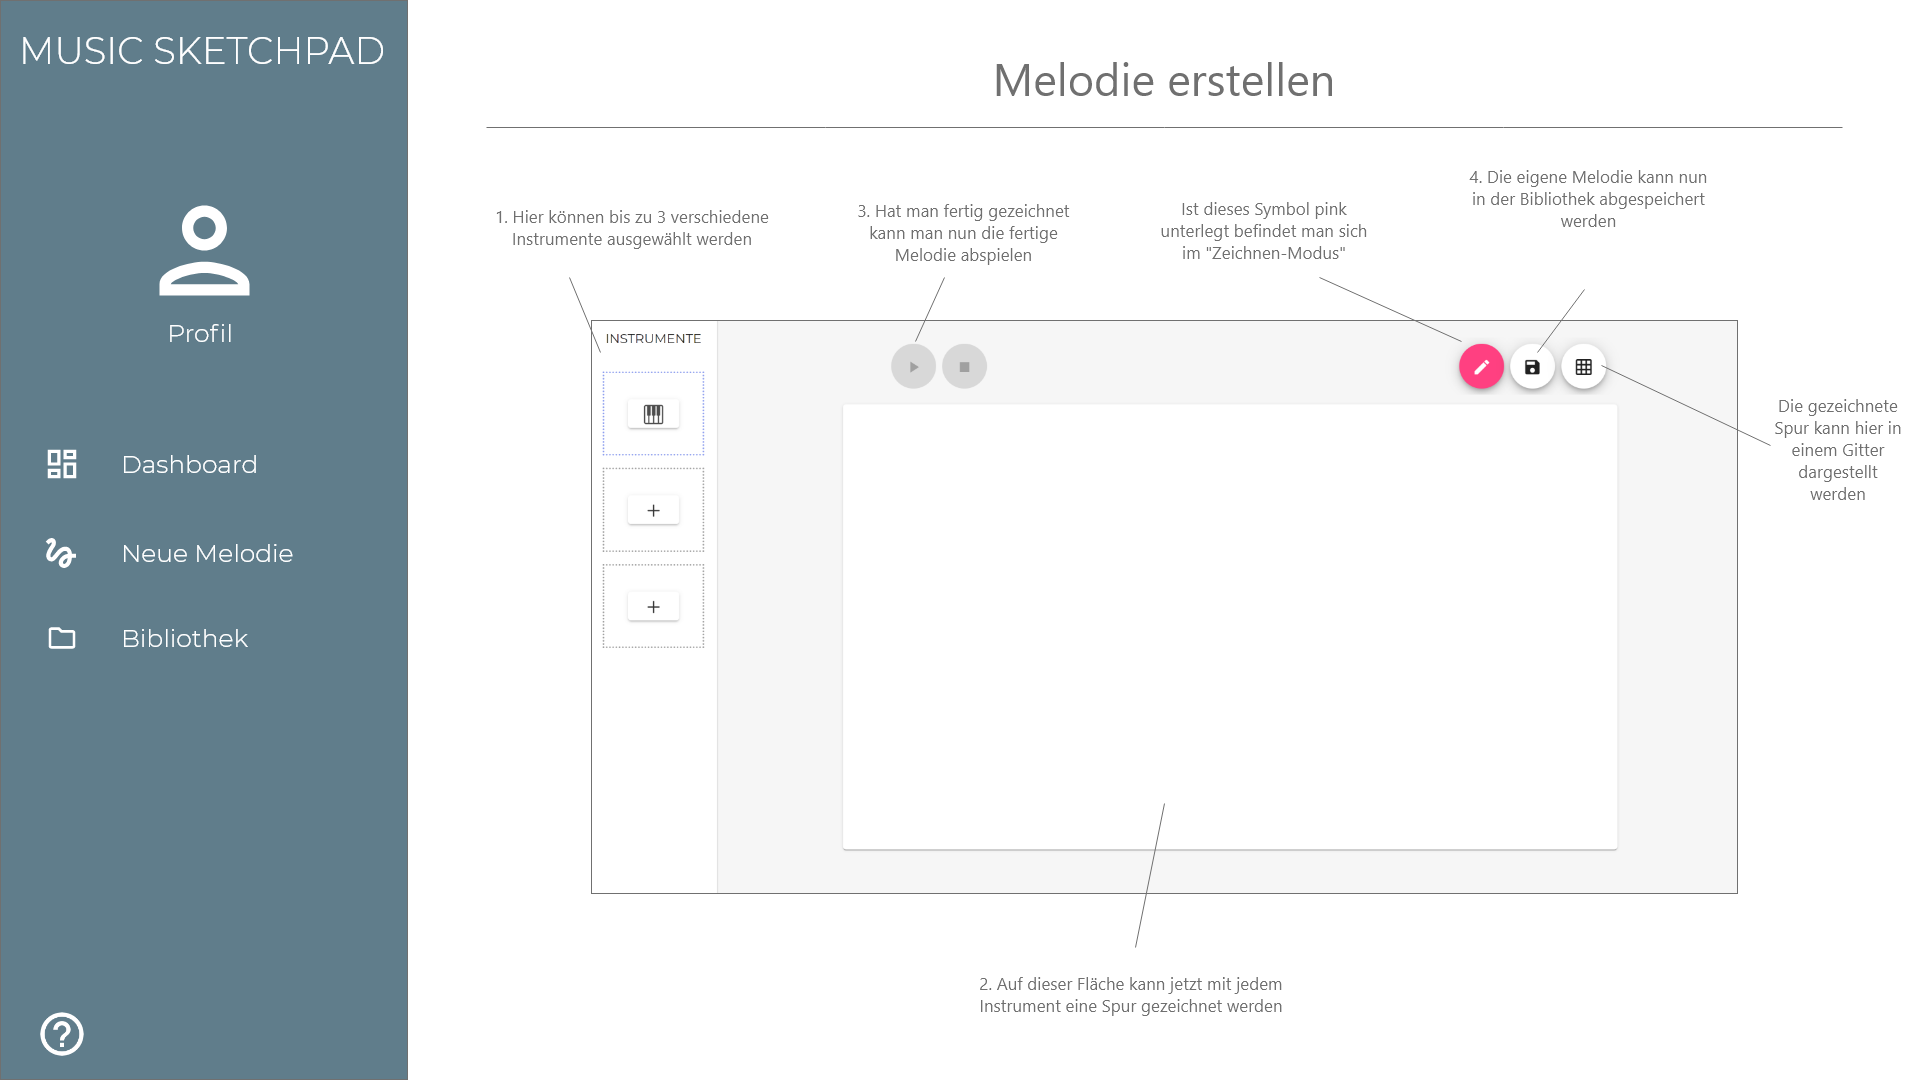 MUSIC SKETCHPAD
Profil
Dashboard
Neue Melodie
Bibliothek
Melodie erstellen
1. Hier können bis zu 3 verschiedene
Instrumente ausgewählt werden
3. Hat man fertig gezeichnet
kann man nun die fertige
Melodie abspielen
Ist dieses Symbol pink
unterlegt befindet man sich
im "Zeichnen-Modus"
4. Die eigene Melodie kann nun
in der Bibliothek abgespeichert
werden
INSTRUMENTE
Die gezeichnete
Spur kann hier in
einem Gitter
dargestellt
werden
2. Auf dieser Fläche kann jetzt mit jedem
Instrument eine Spur gezeichnet werden